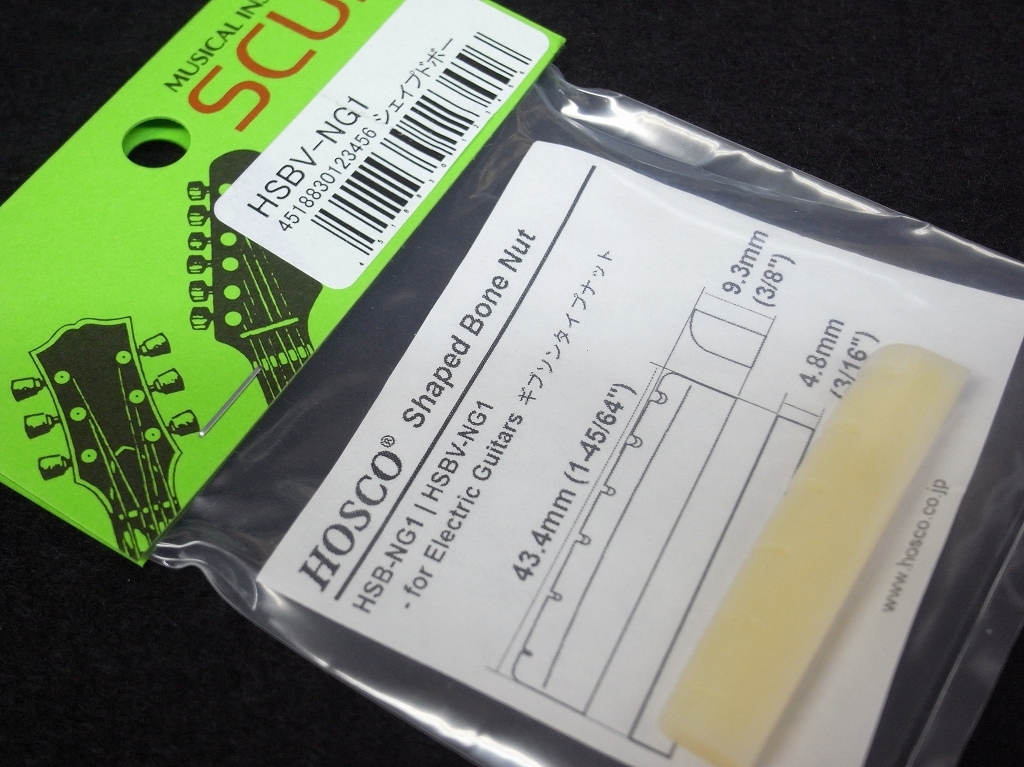 MUSICAL
HSBV-NG1
4518830123456 シェイプドボー
HOSCO® Shaped Bone Nut
HSB-NG1 | HSBV-NG1
- for Electric Guitars ギブソンタイプナット
43.4mm (1-45/64")
9.3mm
(3/8")
4.8mm
(3/16")
www.hosco.co.jp